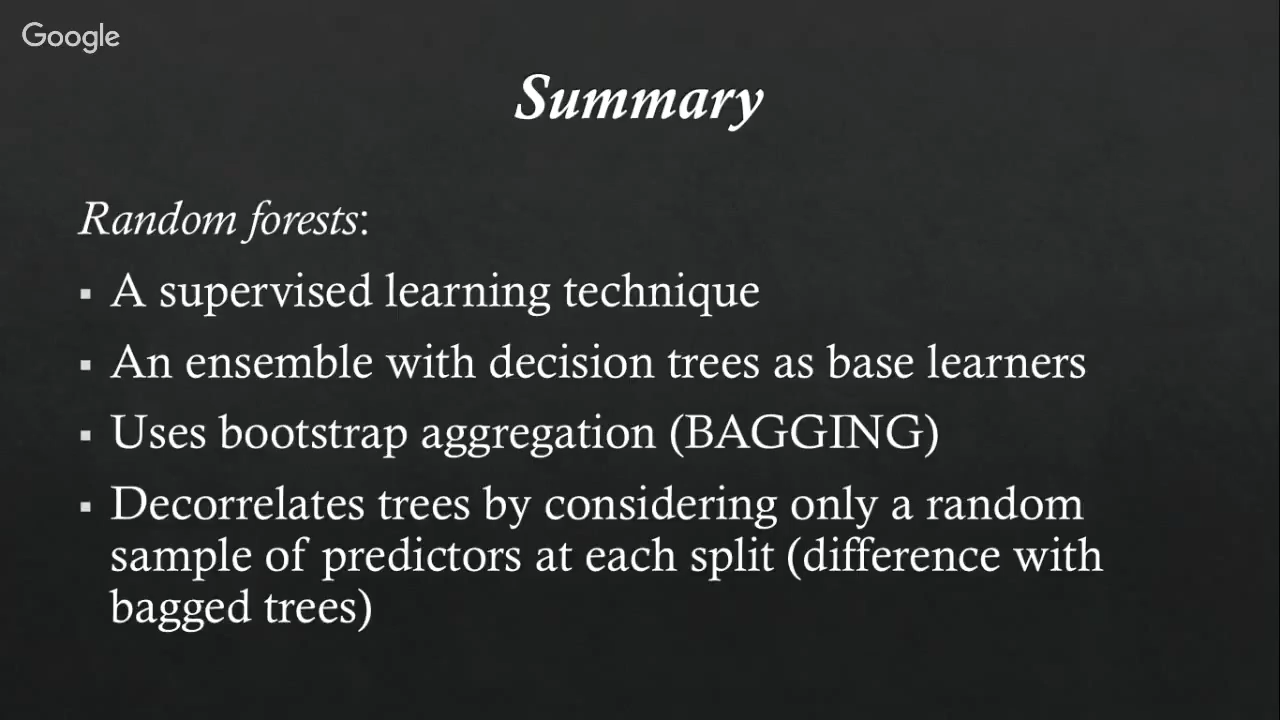 Google
Summary
Random forests:
▪ A supervised learning technique
▪ An ensemble with decision trees as base learners
▪ Uses bootstrap aggregation (BAGGING)
▪ Decorrelates trees by considering only a random
sample of predictors at each split (difference with
bagged trees)